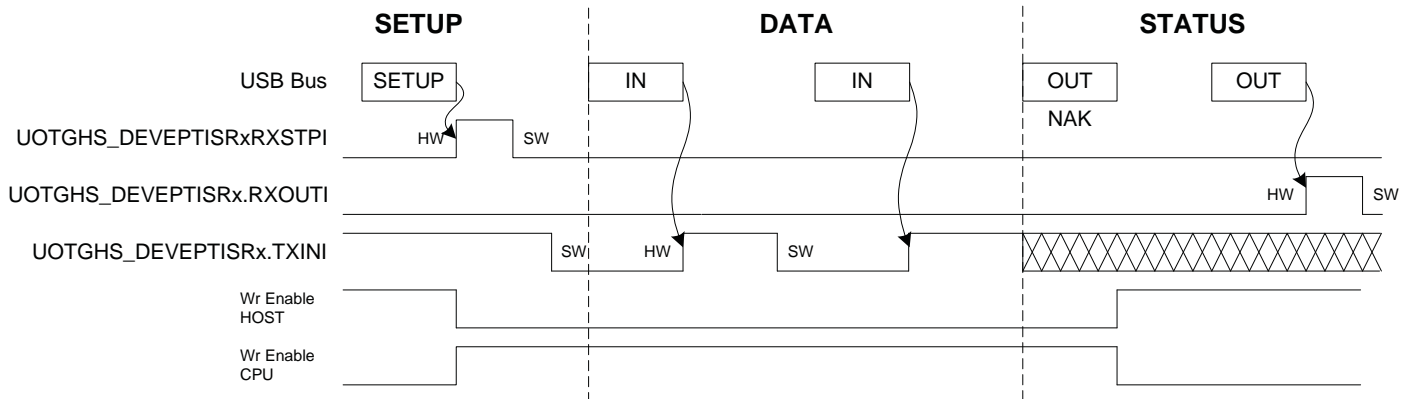 SETUP DATA STATUS
USB Bus SETUP IN IN OUT OUT
NAK
UOTGHS_DEVEPTISRxRXSTPI HW SW
UOTGHS_DEVEPTISRx.RXOUTI HW SW
UOTGHS_DEVEPTISRx.TXINI SW HW SW
Wr Enable
HOST
Wr Enable
CPU